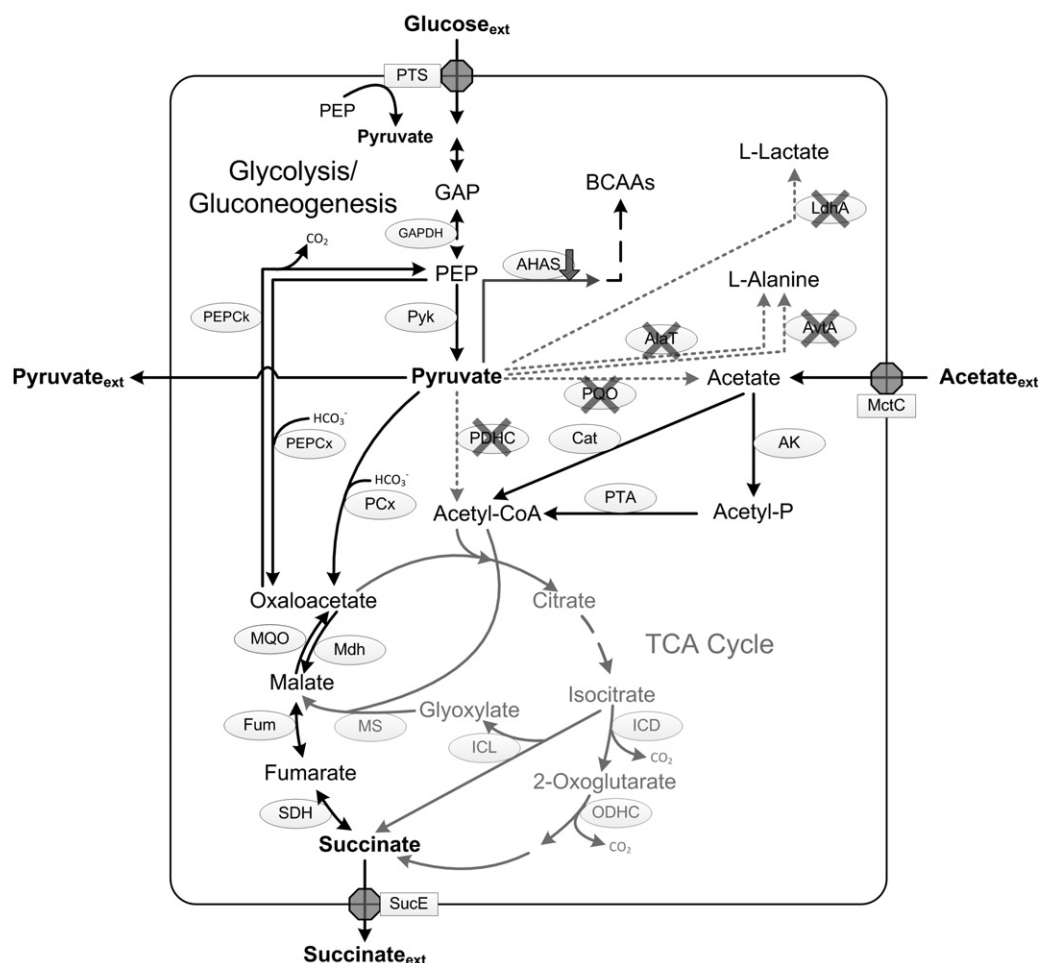 Glucose_ext
PTS
PEP
Pyruvate
Glycolysis/
Gluconeogenesis
GAP
GAPDH
CO₂
PEP
BCAAs
L-Lactate
LdhA
AHAS
PEPCk
Pyk
L-Alanine
AlaT
AvtA
Pyruvate_ext
Pyruvate
PQO
Acetate
Acetate_ext
MctC
HCO₃⁻
PEPCx
PDHC
Cat
AK
HCO₃⁻
PCx
Acetyl-CoA
PTA
Acetyl-P
Oxaloacetate
Citrate
MQO
Mdh
TCA Cycle
Malate
Isocitrate
Fum
MS
Glyoxylate
ICD
ICL
CO₂
Fumarate
2-Oxoglutarate
SDH
ODHC
Succinate
CO₂
SucE
Succinate_ext